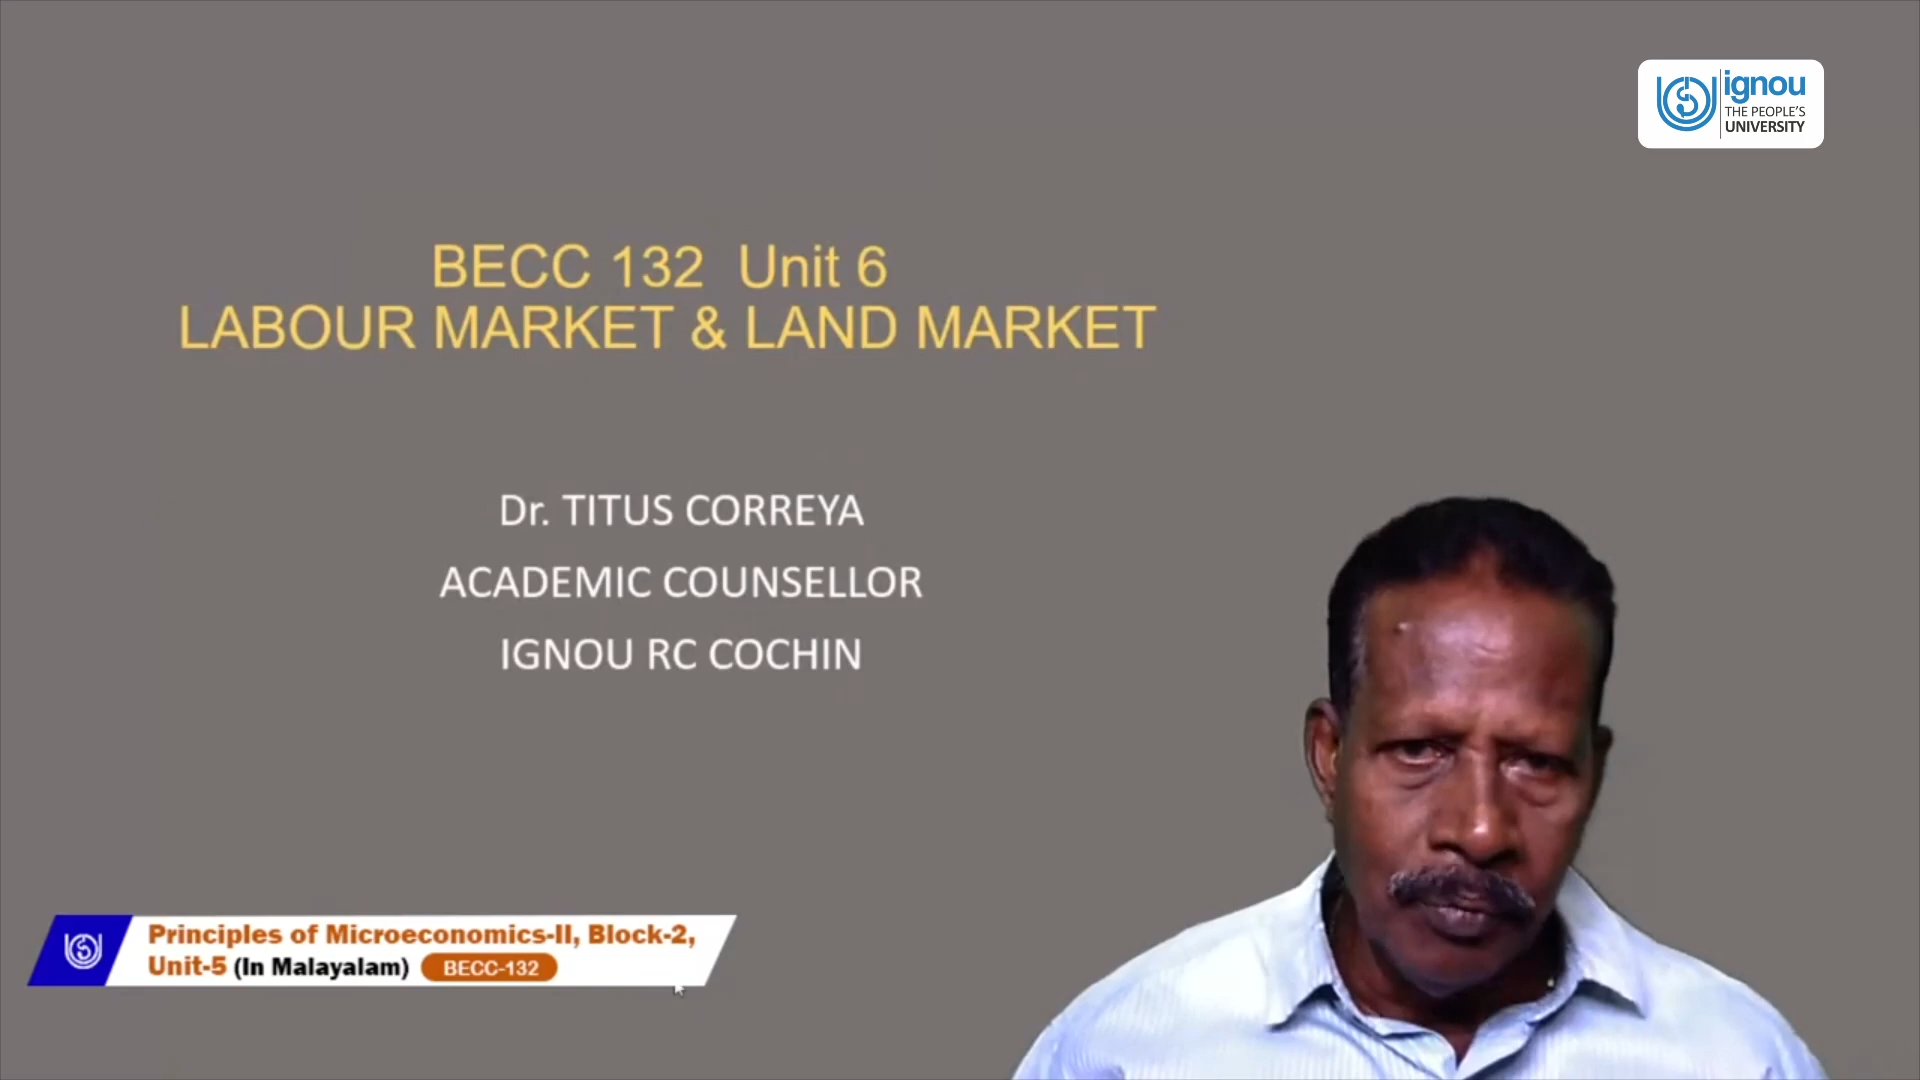 ignou
THE PEOPLE'S
UNIVERSITY
BECC 132 Unit 6
LABOUR MARKET & LAND MARKET
Dr. TITUS CORREYA
ACADEMIC COUNSELLOR
IGNOU RC COCHIN
Principles of Microeconomics-II, Block-2,
Unit-5 (In Malayalam) BECC-132